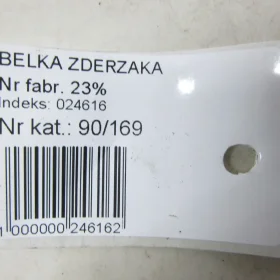 BELKA ZDERZAKA
Nr fabr. 23%
Indeks: 024616
Nr kat.: 90/169
1 000000 246162